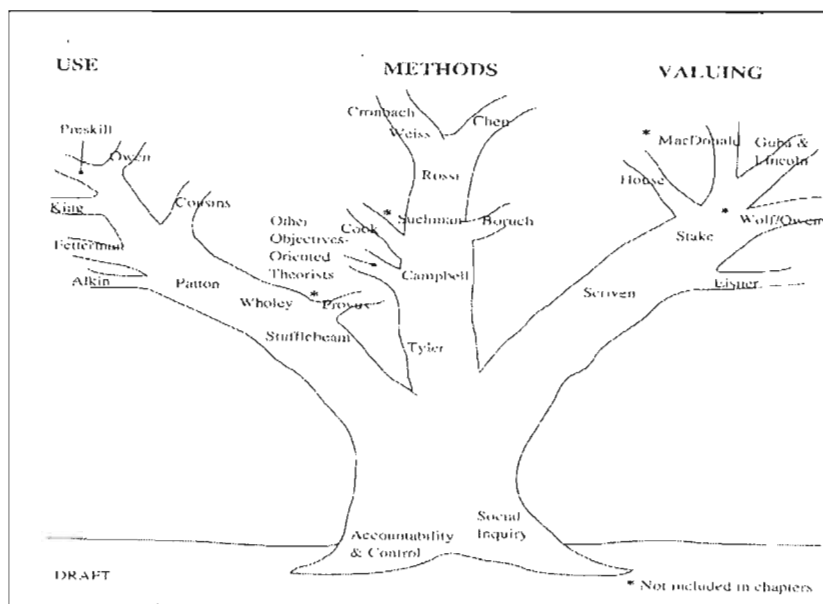 USE
METHODS
VALUING
Preskill
Owen
King
Cousins
Fetterman
Alkin
Patton
Wholey
* Provus
Stufflebeam
Other
Objectives-
Oriented
Theorists
Cronbach
Weiss
Chen
Rossi
* Suchman
Cook
Boruch
Campbell
Tyler
* MacDonald
Guba &
Lincoln
House
* Wolf/Owens
Stake
Eisner
Scriven
Accountability
& Control
Social
Inquiry
DRAFT
* Not included in chapters